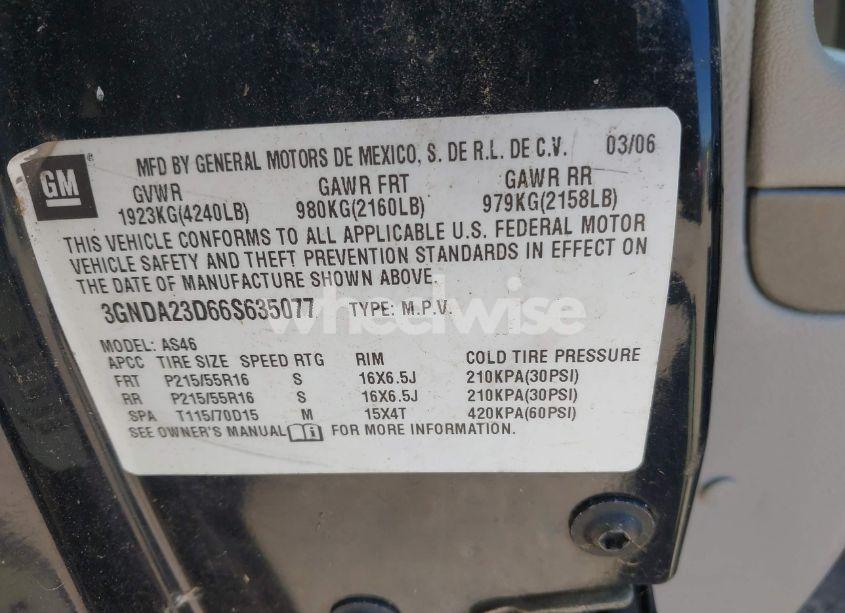 MFD BY GENERAL MOTORS DE MEXICO, S. DE R.L. DE C.V. 03/06
GM
GVWR GAWR FRT GAWR RR
1923KG(4240LB) 980KG(2160LB) 979KG(2158LB)
THIS VEHICLE CONFORMS TO ALL APPLICABLE U.S. FEDERAL MOTOR
VEHICLE SAFETY AND THEFT PREVENTION STANDARDS IN EFFECT ON
THE DATE OF MANUFACTURE SHOWN ABOVE.
3GNDA23D66S635077 TYPE: M.P.V.
wheelwise
MODEL: AS46
APCC TIRE SIZE SPEED RTG RIM COLD TIRE PRESSURE
FRT P215/55R16 S 16X6.5J 210KPA(30PSI)
RR P215/55R16 S 16X6.5J 210KPA(30PSI)
SPA T115/70D15 M 15X4T 420KPA(60PSI)
SEE OWNER'S MANUAL FOR MORE INFORMATION.